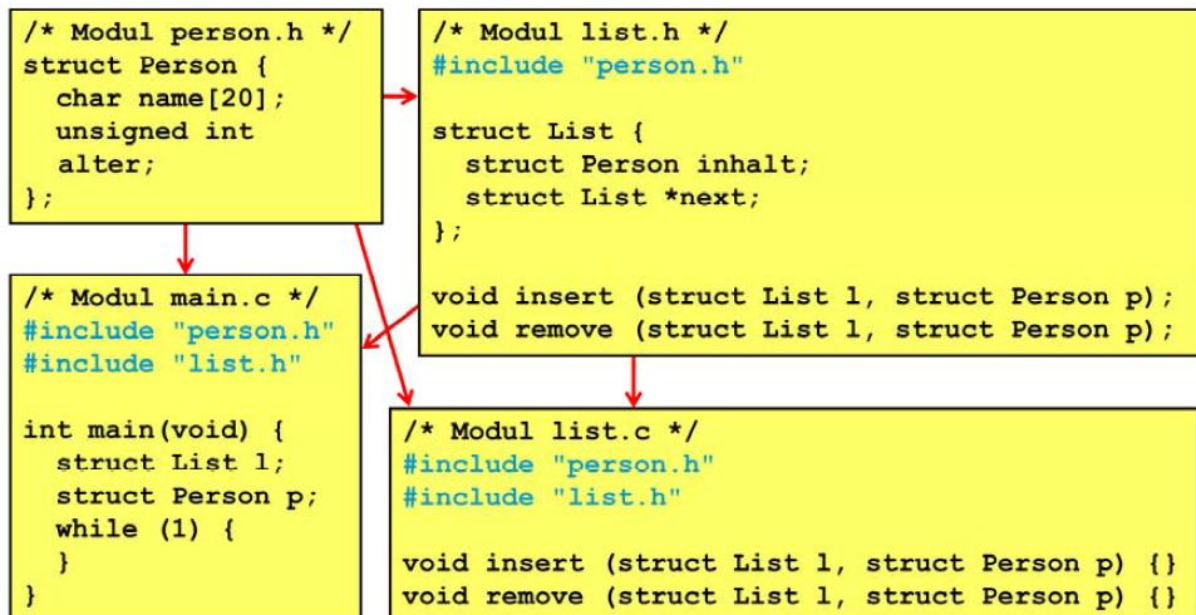 /* Modul person.h */
struct Person {
  char name[20];
  unsigned int
  alter;
};
/* Modul list.h */
#include "person.h"

struct List {
  struct Person inhalt;
  struct List *next;
};

void insert (struct List l, struct Person p);
void remove (struct List l, struct Person p);
/* Modul main.c */
#include "person.h"
#include "list.h"

int main(void) {
  struct List l;
  struct Person p;
  while (1) {
  }
}
/* Modul list.c */
#include "person.h"
#include "list.h"

void insert (struct List l, struct Person p) {}
void remove (struct List l, struct Person p) {}